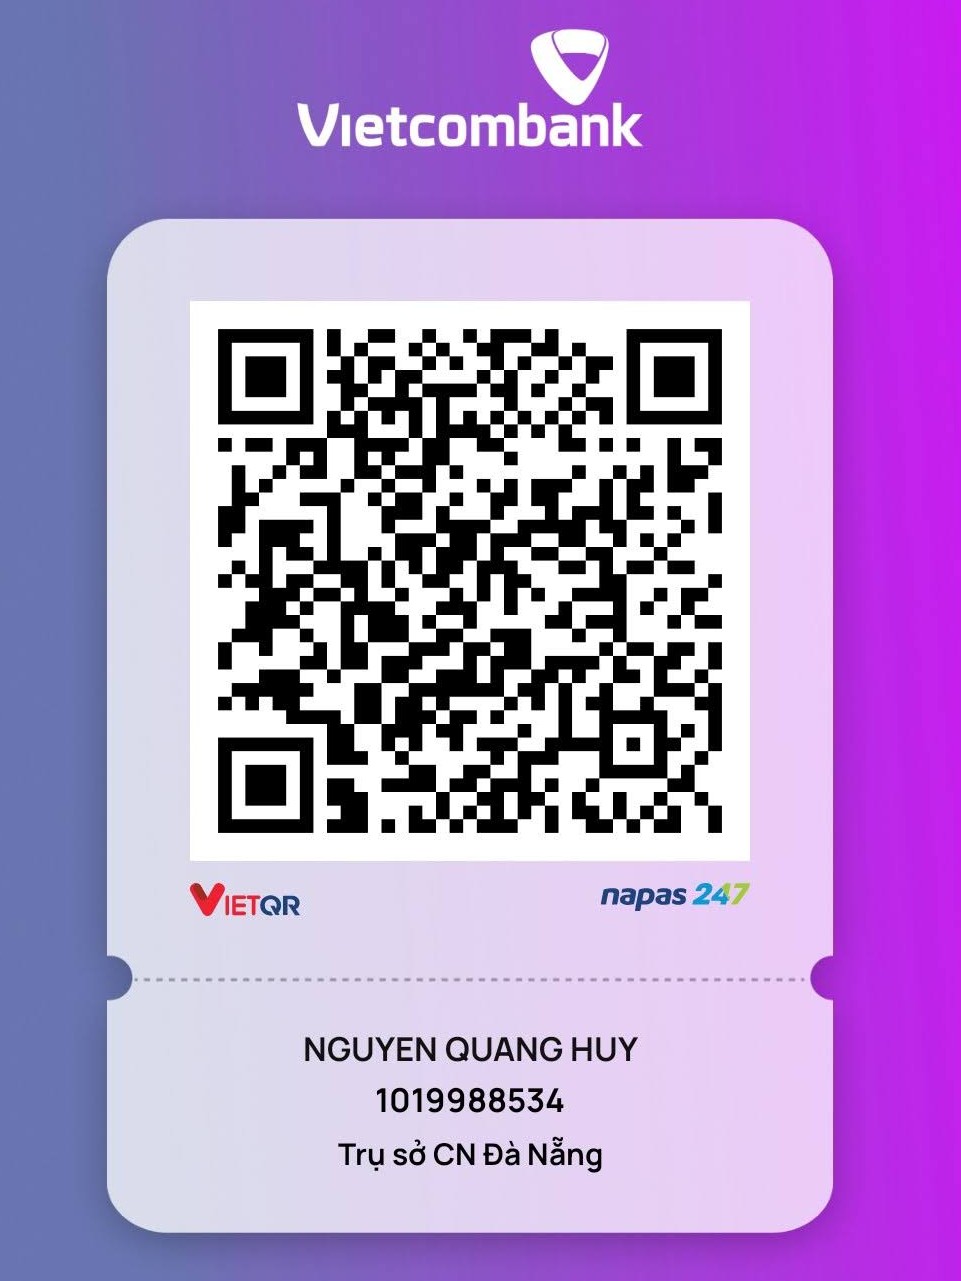 Vietcombank
VIETQR
napas 247
NGUYEN QUANG HUY
1019988534
Trụ sở CN Đà Nẵng